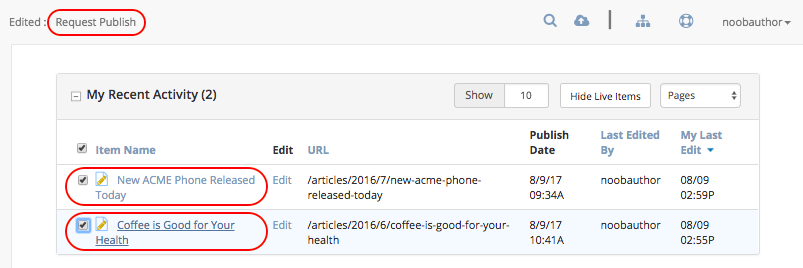 Edited : Request Publish
noobauthor
My Recent Activity (2)
Show 10 Hide Live Items Pages
Item Name Edit URL Publish Date Last Edited By My Last Edit
New ACME Phone Released Today Edit /articles/2016/7/new-acme-phone-released-today 8/9/17 09:34A noobauthor 08/09 02:59P
Coffee is Good for Your Health Edit /articles/2016/6/coffee-is-good-for-your-health 8/9/17 10:41A noobauthor 08/09 02:55P